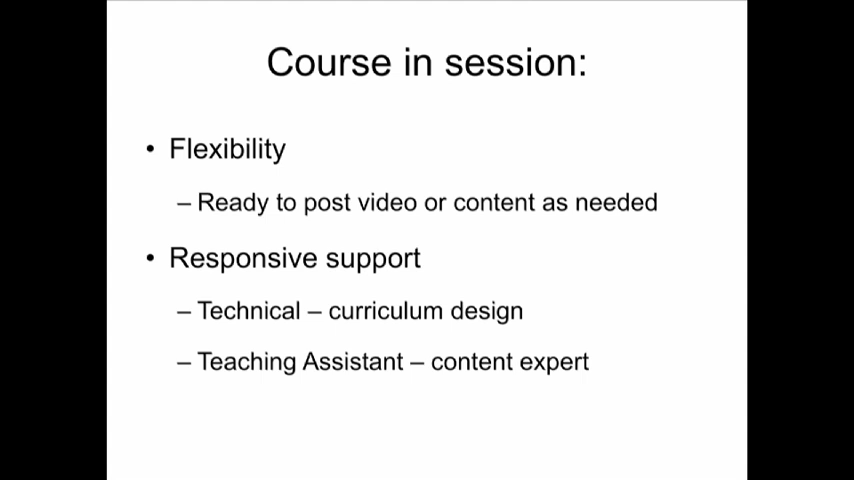 Course in session:
• Flexibility
– Ready to post video or content as needed
• Responsive support
– Technical – curriculum design
– Teaching Assistant – content expert